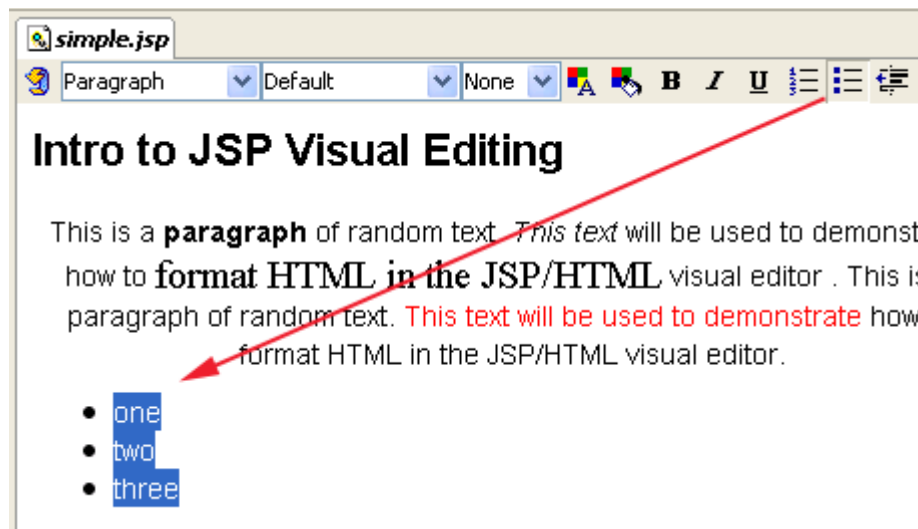 simple.jsp
Paragraph Default None A B I U
Intro to JSP Visual Editing
This is a paragraph of random text. This text will be used to demonst
how to format HTML in the JSP/HTML visual editor . This is
paragraph of random text. This text will be used to demonstrate how
format HTML in the JSP/HTML visual editor.
• one
• two
• three